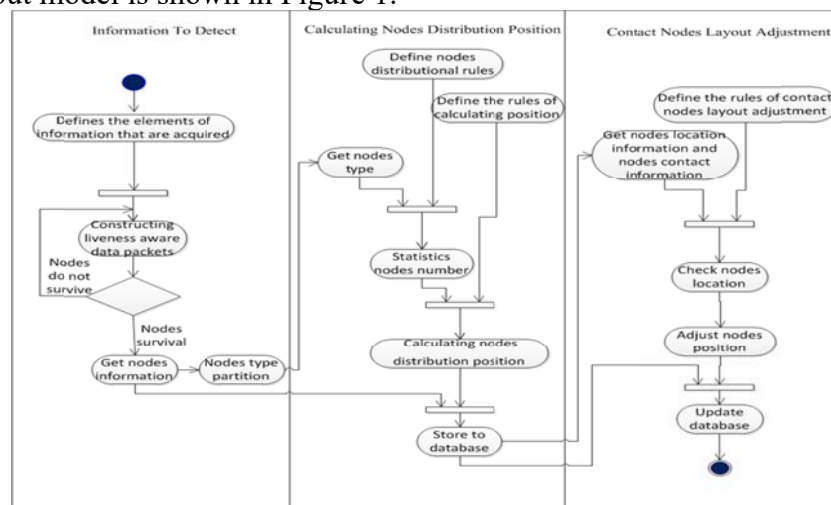 out model is shown in Figure 1.
Information To Detect
Defines the elements of
information that are acquired
Constructing
liveness aware
data packets
Nodes
do not
survive
Nodes
survival
Get nodes
information
Nodes type
partition
Calculating Nodes Distribution Position
Define nodes
distributional rules
Define the rules of
calculating position
Get nodes
type
Statistics
nodes number
Calculating nodes
distribution position
Store to
database
Contact Nodes Layout Adjustment
Define the rules of contact
nodes layout adjustment
Get nodes location
information and
nodes contact
information
Check nodes
location
Adjust nodes
position
Update
database